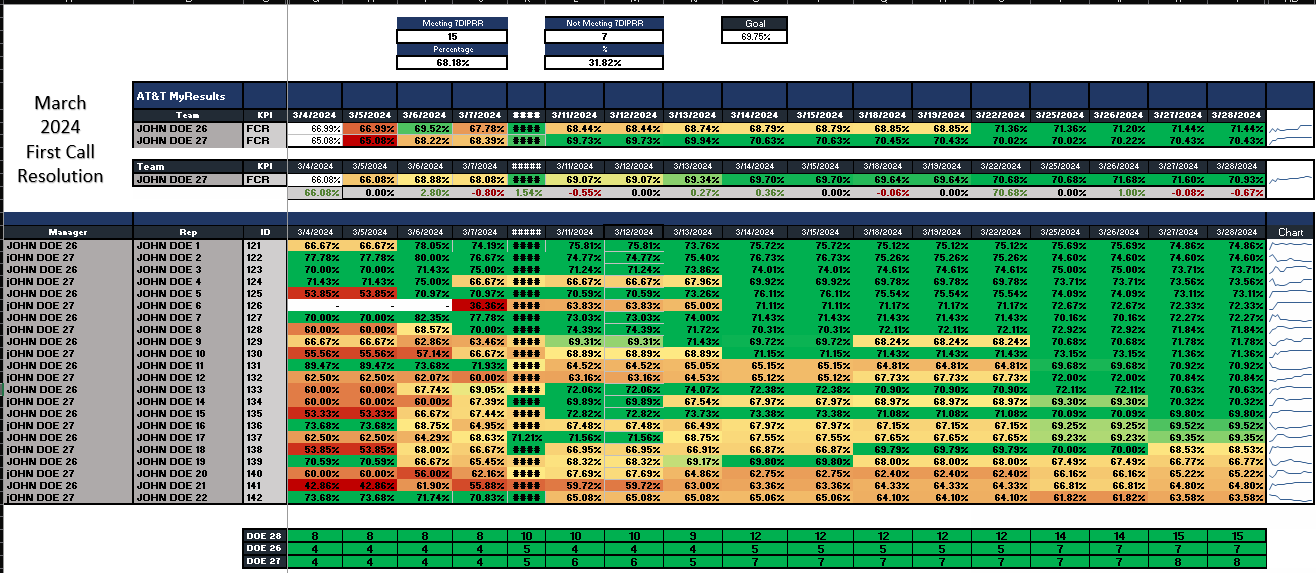 Meeting 7DIPRR Not Meeting 7DIPRR Goal
15 7 69.75%
Percentage %
68.18% 31.82%
March
2024
First Call
Resolution
AT&T MyResults
Team KPI 3/4/2024 3/5/2024 3/6/2024 3/7/2024 #### 3/11/2024 3/12/2024 3/13/2024 3/14/2024 3/15/2024 3/18/2024 3/19/2024 3/22/2024 3/25/2024 3/26/2024 3/27/2024 3/28/2024
JOHN DOE 26 FCR 66.99% 66.99% 69.52% 67.78% #### 68.44% 68.44% 68.74% 68.79% 68.79% 68.85% 68.85% 71.36% 71.36% 71.20% 71.44% 71.44%
JOHN DOE 27 FCR 65.08% 65.08% 68.22% 68.39% #### 69.73% 69.73% 69.94% 70.63% 70.63% 70.45% 70.43% 70.02% 70.02% 70.22% 70.43% 70.43%
Team KPI 3/4/2024 3/5/2024 3/6/2024 3/7/2024 ##### 3/11/2024 3/12/2024 3/13/2024 3/14/2024 3/15/2024 3/18/2024 3/19/2024 3/22/2024 3/25/2024 3/26/2024 3/27/2024 3/28/2024
JOHN DOE 27 FCR 66.08% 66.08% 68.88% 68.08% #### 69.07% 69.07% 69.34% 69.70% 69.70% 69.64% 69.64% 70.68% 70.68% 71.68% 71.60% 70.93%
66.08% 0.00% 2.80% -0.80% 1.54% -0.55% 0.00% 0.27% 0.36% 0.00% -0.06% 0.00% 70.68% 0.00% 1.00% -0.08% -0.67%
Manager Rep ID 3/4/2024 3/5/2024 3/6/2024 3/7/2024 ##### 3/11/2024 3/12/2024 3/13/2024 3/14/2024 3/15/2024 3/18/2024 3/19/2024 3/22/2024 3/25/2024 3/26/2024 3/27/2024 3/28/2024 Chart
JOHN DOE 26 JOHN DOE 1 121 66.67% 66.67% 78.05% 74.19% #### 75.81% 75.81% 73.76% 75.72% 75.72% 75.12% 75.12% 75.69% 75.69% 74.86% 74.86%
JOHN DOE 27 JOHN DOE 2 122 77.78% 77.78% 80.00% 76.67% #### 74.77% 74.77% 75.40% 76.73% 76.73% 75.26% 75.26% 74.60% 74.60% 74.00% 74.00%
JOHN DOE 26 JOHN DOE 3 123 70.00% 70.00% 71.43% 75.00% #### 71.24% 71.24% 73.86% 74.01% 74.01% 74.61% 74.61% 75.00% 75.00% 73.71% 73.71%
JOHN DOE 27 JOHN DOE 4 124 71.43% 71.43% 75.00% 66.67% #### 66.67% 66.67% 67.96% 69.92% 69.92% 69.78% 69.78% 73.71% 73.71% 73.56% 73.56%
JOHN DOE 26 JOHN DOE 5 125 53.85% 53.85% 70.97% 70.97% #### 70.59% 70.59% 73.26% 76.11% 76.11% 75.54% 75.54% 74.09% 74.09% 73.11% 73.11%
JOHN DOE 27 JOHN DOE 6 126 - - - 36.36% #### 63.83% 63.83% 65.00% 71.11% 71.11% 71.17% 71.17% 72.67% 72.67% 72.33% 72.33%
JOHN DOE 26 JOHN DOE 7 127 70.00% 70.00% 82.35% 77.78% #### 73.03% 73.03% 74.00% 71.43% 71.43% 71.43% 71.43% 70.16% 70.16% 72.27% 72.27%
JOHN DOE 27 JOHN DOE 8 128 60.00% 60.00% 68.57% 70.00% #### 74.39% 74.39% 71.72% 70.31% 70.31% 72.11% 72.11% 72.92% 72.92% 71.84% 71.84%
JOHN DOE 26 JOHN DOE 9 129 66.67% 66.67% 62.86% 63.46% #### 69.31% 69.31% 71.43% 69.72% 69.72% 68.24% 68.24% 70.68% 70.68% 71.78% 71.78%
JOHN DOE 27 JOHN DOE 10 130 55.56% 55.56% 57.14% 66.67% #### 68.89% 68.89% 68.89% 71.15% 71.15% 71.43% 71.43% 73.15% 73.15% 71.36% 71.36%
JOHN DOE 26 JOHN DOE 11 131 89.47% 89.47% 73.68% 71.93% #### 64.52% 64.52% 65.05% 65.15% 65.15% 64.81% 64.81% 69.68% 69.68% 71.08% 71.08%
JOHN DOE 27 JOHN DOE 12 132 62.50% 62.50% 62.07% 60.00% #### 63.16% 63.16% 64.53% 65.12% 65.12% 67.73% 67.73% 72.00% 72.00% 70.84% 70.84%
JOHN DOE 26 JOHN DOE 13 133 60.00% 60.00% 67.74% 69.05% #### 72.06% 72.06% 74.07% 72.38% 72.38% 70.90% 70.90% 72.11% 72.11% 70.63% 70.63%
JOHN DOE 27 JOHN DOE 14 134 60.00% 60.00% 60.00% 67.39% #### 69.89% 69.89% 67.54% 67.97% 67.97% 68.97% 68.97% 69.30% 69.30% 70.32% 70.32%
JOHN DOE 26 JOHN DOE 15 135 53.33% 53.33% 66.67% 67.44% #### 72.82% 72.82% 73.73% 73.38% 73.38% 71.08% 71.08% 70.09% 70.09% 69.80% 69.80%
JOHN DOE 27 JOHN DOE 16 136 73.68% 73.68% 68.75% 64.95% #### 67.48% 67.48% 66.49% 67.97% 67.97% 67.15% 67.15% 69.25% 69.25% 69.52% 69.52%
JOHN DOE 26 JOHN DOE 17 137 62.50% 62.50% 64.29% 68.63% 71.21% 71.56% 71.56% 68.75% 67.55% 67.55% 67.65% 67.65% 69.23% 69.23% 69.35% 69.35%
JOHN DOE 27 JOHN DOE 18 138 53.85% 53.85% 68.00% 66.67% #### 66.95% 66.95% 66.91% 66.87% 66.87% 69.79% 69.79% 70.00% 70.00% 68.53% 68.53%
JOHN DOE 26 JOHN DOE 19 139 70.59% 70.59% 66.67% 65.45% #### 68.32% 68.32% 69.17% 69.80% 69.80% 68.00% 68.00% 67.49% 67.49% 66.77% 66.77%
JOHN DOE 27 JOHN DOE 20 140 60.00% 60.00% 56.00% 62.16% #### 67.69% 67.69% 64.86% 62.75% 62.75% 62.40% 62.40% 66.16% 66.16% 65.22% 65.22%
JOHN DOE 26 JOHN DOE 21 141 42.86% 42.86% 61.90% 55.88% #### 59.72% 59.72% 63.00% 63.36% 63.36% 64.33% 64.33% 66.81% 66.81% 64.80% 64.80%
JOHN DOE 27 JOHN DOE 22 142 73.68% 73.68% 71.74% 70.83% #### 65.08% 65.08% 65.08% 65.06% 65.06% 64.10% 64.10% 61.82% 61.82% 63.58% 63.58%
DOE 28 8 8 8 8 10 10 10 9 12 12 12 12 14 14 15 15
DOE 26 4 4 4 4 5 4 4 4 5 5 5 5 7 7 7 7
DOE 27 4 4 4 4 5 6 6 5 7 7 7 7 7 7 8 8